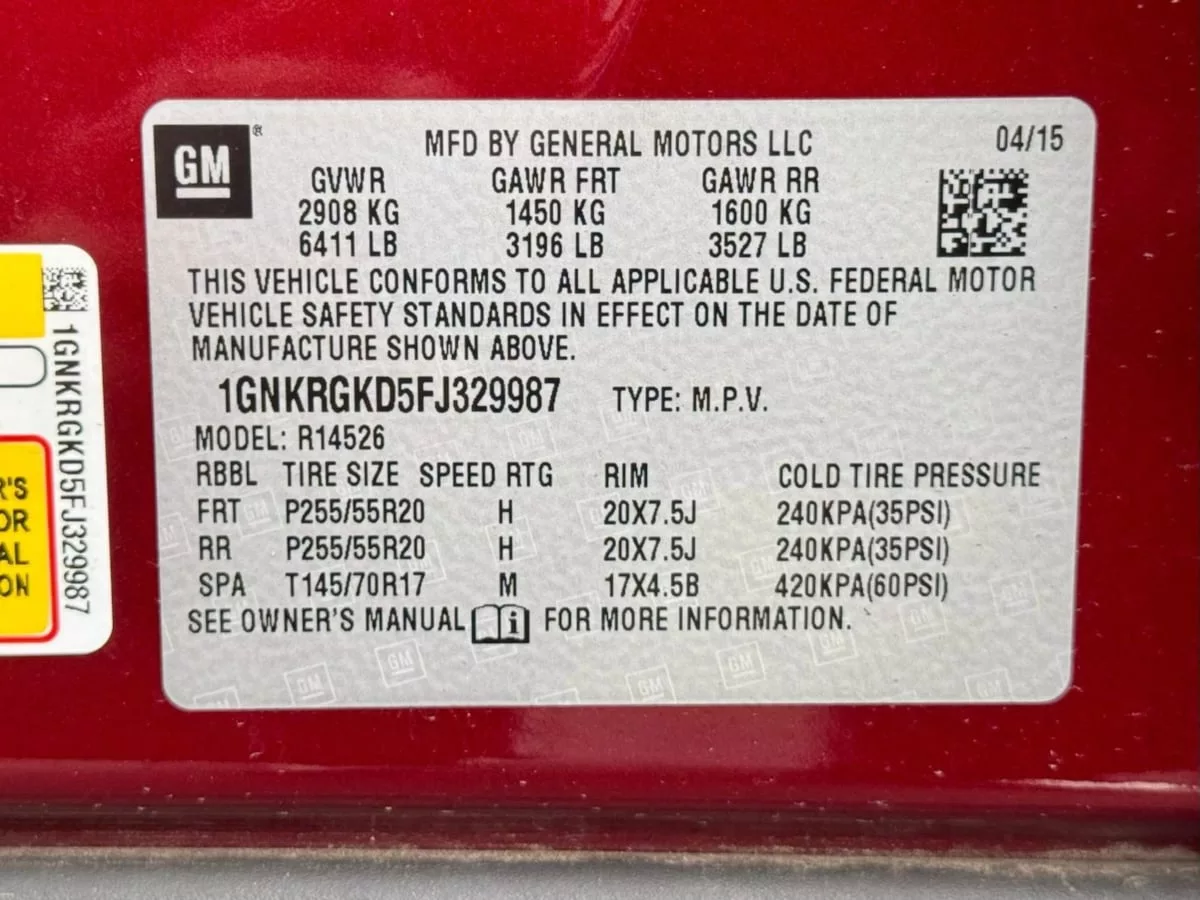 GM ®
MFD BY GENERAL MOTORS LLC 04/15
GVWR GAWR FRT GAWR RR
2908 KG 1450 KG 1600 KG
6411 LB 3196 LB 3527 LB
THIS VEHICLE CONFORMS TO ALL APPLICABLE U.S. FEDERAL MOTOR
VEHICLE SAFETY STANDARDS IN EFFECT ON THE DATE OF
MANUFACTURE SHOWN ABOVE.
1GNKRGKD5FJ329987 TYPE: M.P.V.
MODEL: R14526
RBBL TIRE SIZE SPEED RTG RIM COLD TIRE PRESSURE
FRT P255/55R20 H 20X7.5J 240KPA(35PSI)
RR P255/55R20 H 20X7.5J 240KPA(35PSI)
SPA T145/70R17 M 17X4.5B 420KPA(60PSI)
SEE OWNER'S MANUAL i FOR MORE INFORMATION.
1GNKRGKD5FJ329987
R'S
OR
AL
ON